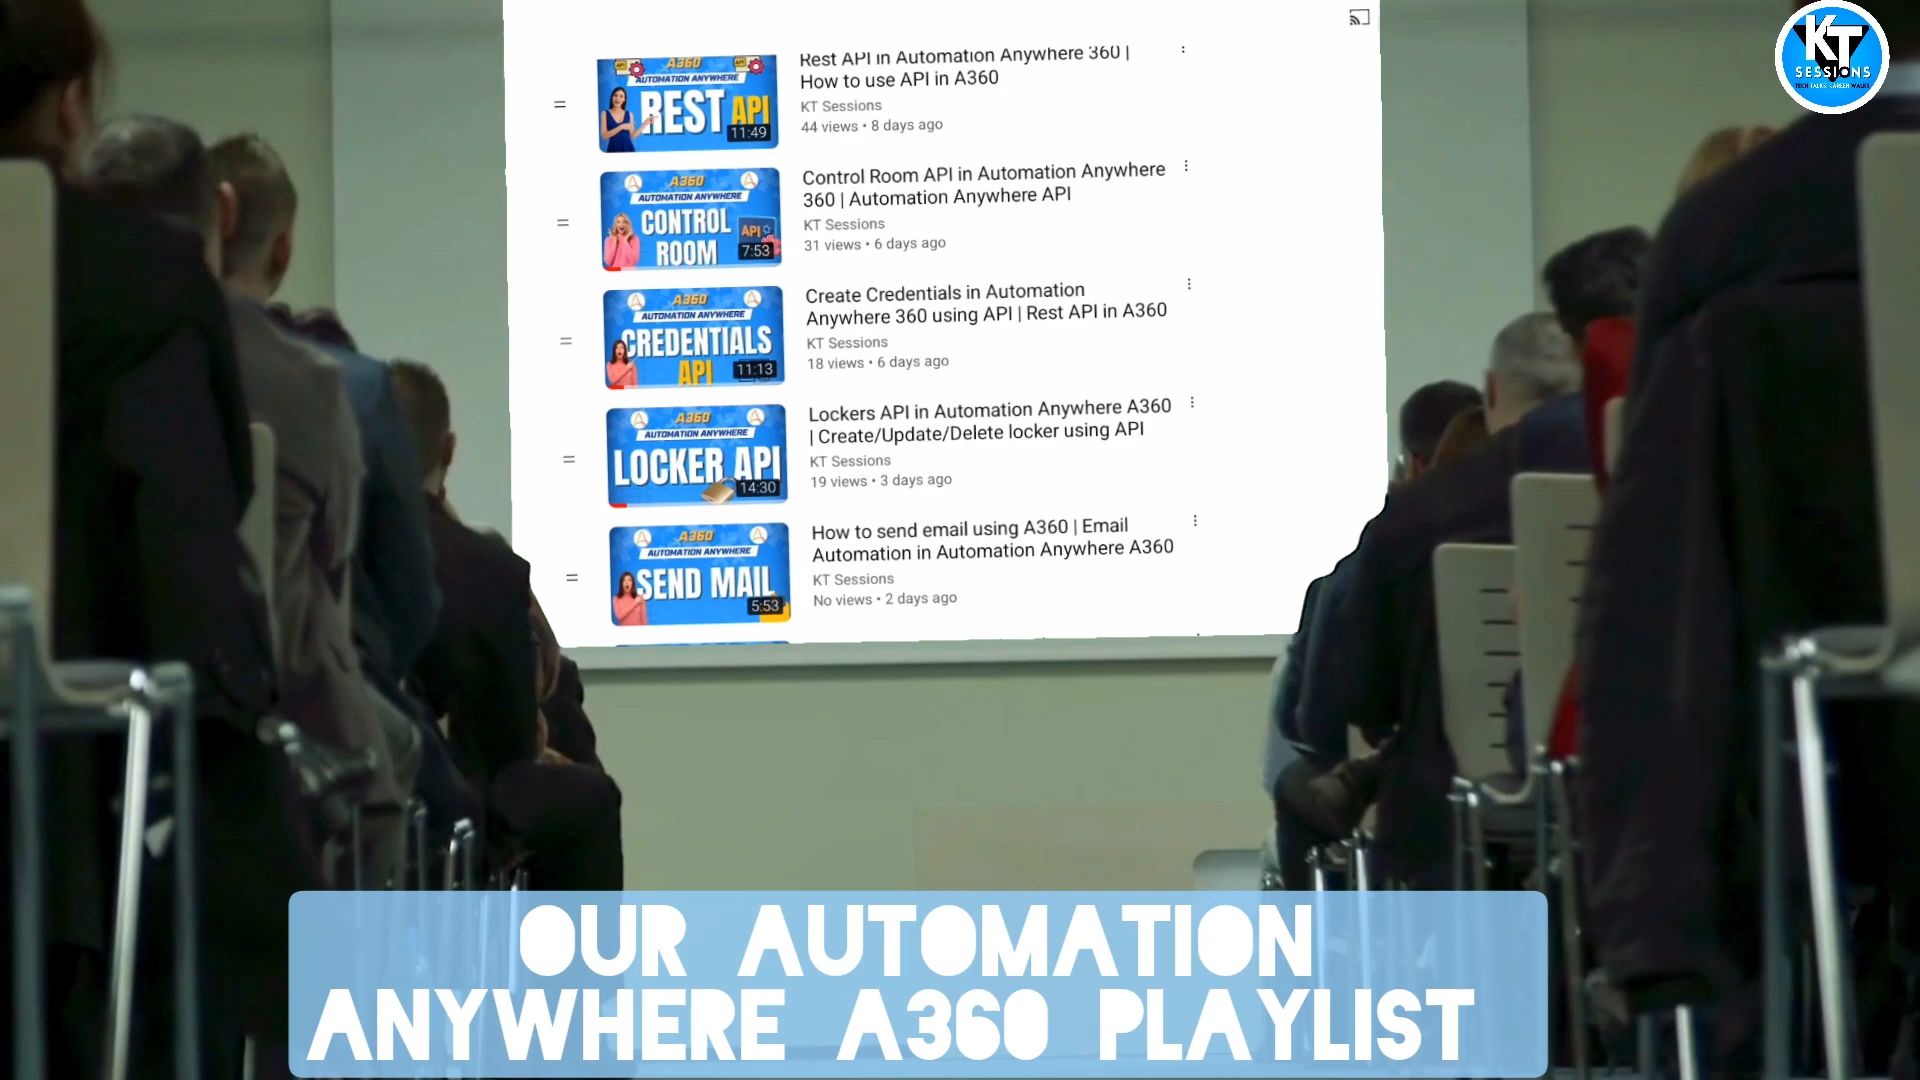 Rest API in Automation Anywhere 360 |
How to use API in A360
KT Sessions
44 views • 8 days ago
A360
AUTOMATION ANYWHERE
REST API
11:49
Control Room API in Automation Anywhere
360 | Automation Anywhere API
KT Sessions
31 views • 6 days ago
A360
AUTOMATION ANYWHERE
CONTROL
ROOM
API
7:53
Create Credentials in Automation
Anywhere 360 using API | Rest API in A360
KT Sessions
18 views • 6 days ago
A360
AUTOMATION ANYWHERE
CREDENTIALS
API
11:13
Lockers API in Automation Anywhere A360
| Create/Update/Delete locker using API
KT Sessions
19 views • 3 days ago
A360
AUTOMATION ANYWHERE
LOCKER API
14:30
How to send email using A360 | Email
Automation in Automation Anywhere A360
KT Sessions
No views • 2 days ago
A360
AUTOMATION ANYWHERE
SEND MAIL
5:53
KT
SESSIONS
TECH TALKS, CAREER WALKS
OUR AUTOMATION
ANYWHERE A360 PLAYLIST